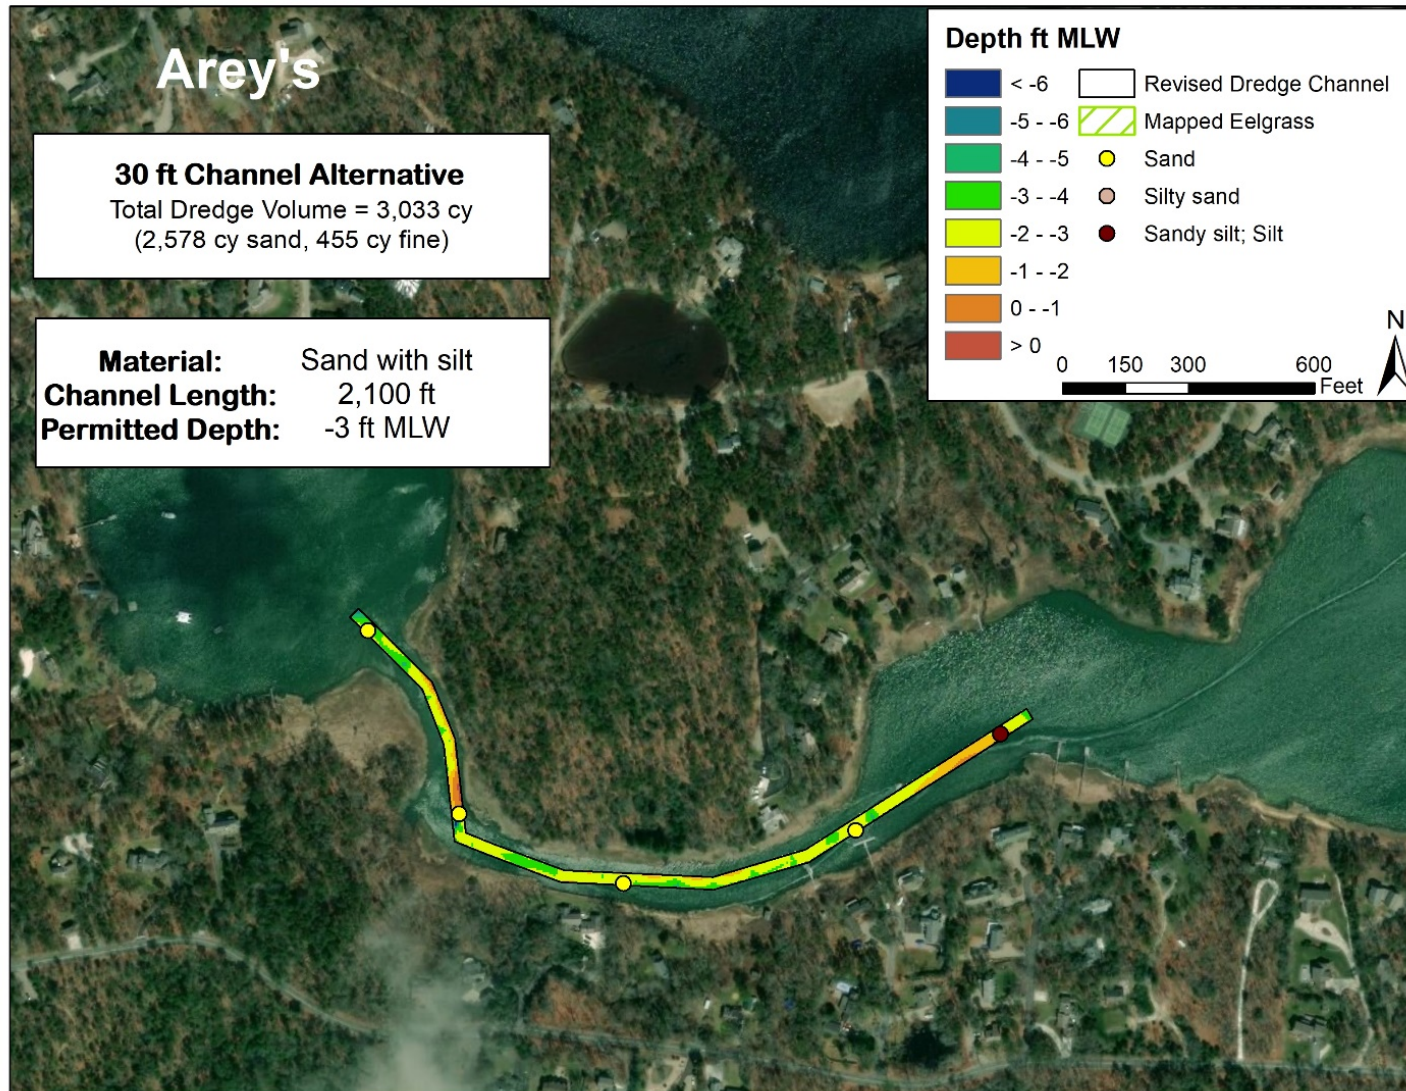 Arey's
30 ft Channel Alternative
Total Dredge Volume = 3,033 cy
(2,578 cy sand, 455 cy fine)
Material: Sand with silt
Channel Length: 2,100 ft
Permitted Depth: -3 ft MLW
Depth ft MLW
< -6 Revised Dredge Channel
-5 - -6 Mapped Eelgrass
-4 - -5 Sand
-3 - -4 Silty sand
-2 - -3 Sandy silt; Silt
-1 - -2
0 - -1
> 0
N
0 150 300 600
Feet